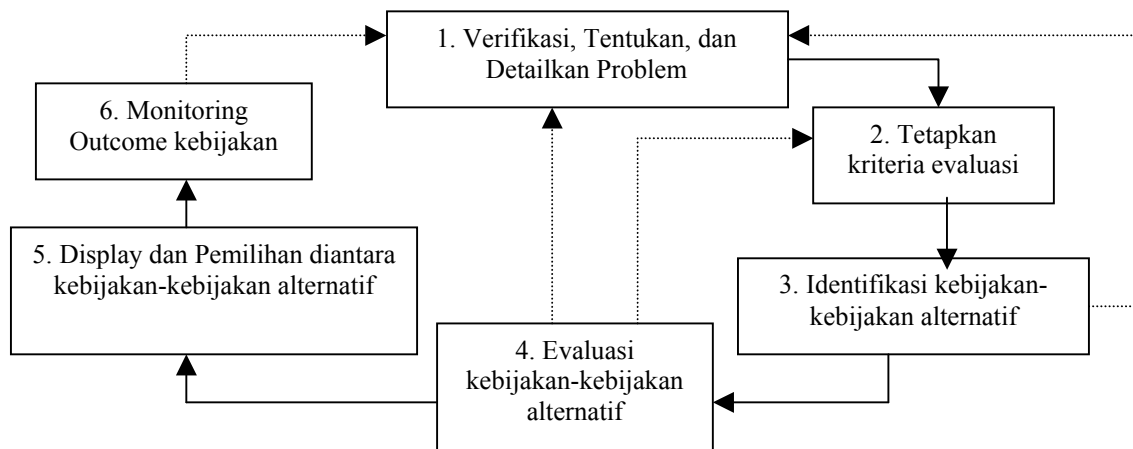 1. Verifikasi, Tentukan, dan
Detailkan Problem
2. Tetapkan
kriteria evaluasi
3. Identifikasi kebijakan-
kebijakan alternatif
4. Evaluasi
kebijakan-kebijakan
alternatif
5. Display dan Pemilihan diantara
kebijakan-kebijakan alternatif
6. Monitoring
Outcome kebijakan